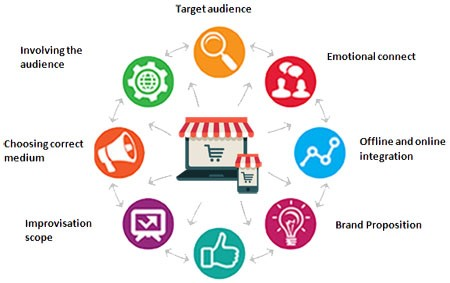 Target audience
Involving the
audience
Emotional connect
Choosing correct
medium
Offline and online
integration
Improvisation
scope
Brand Proposition